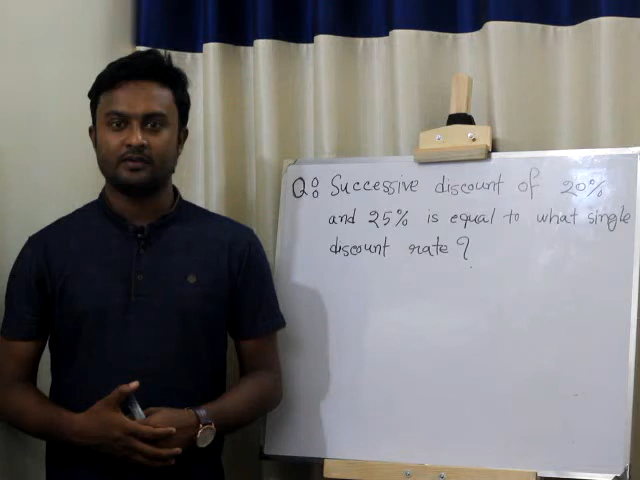 Q: Successive discount of 20%
and 25% is equal to what single
discount rate?